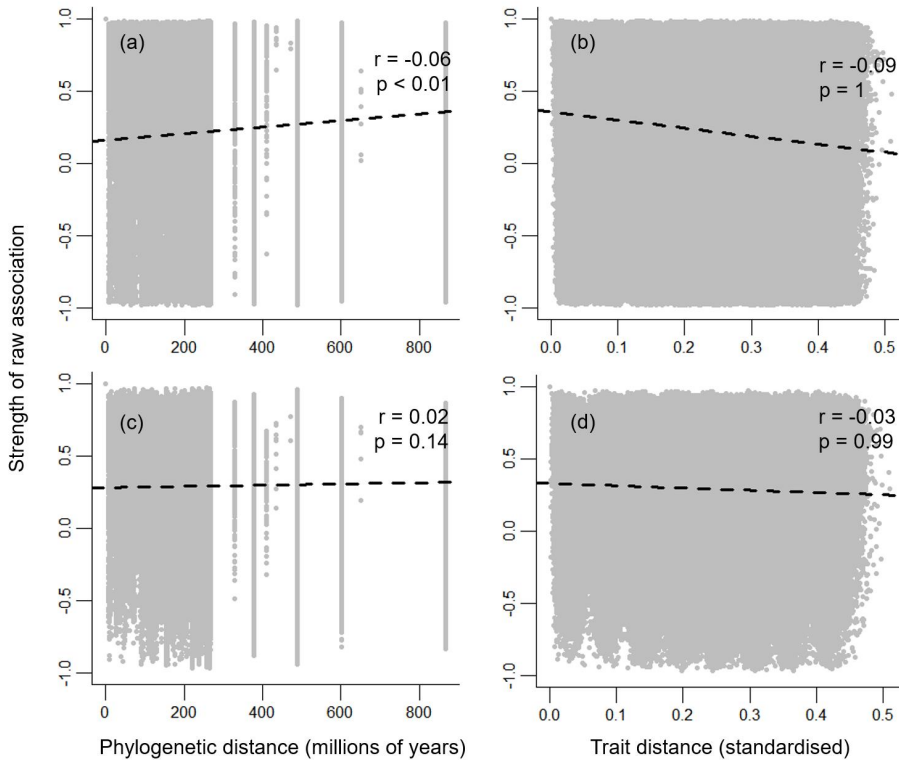 Strength of raw association
(a)
r = -0.06
p < 0.01
1.0
0.5
0.0
-0.5
-1.0
0 200 400 600 800
(b)
r = -0.09
p = 1
1.0
0.5
0.0
-0.5
-1.0
0.0 0.1 0.2 0.3 0.4 0.5
(c)
r = 0.02
p = 0.14
1.0
0.5
0.0
-0.5
-1.0
0 200 400 600 800
(d)
r = -0.03
p = 0.99
1.0
0.5
0.0
-0.5
-1.0
0.0 0.1 0.2 0.3 0.4 0.5
Phylogenetic distance (millions of years)
Trait distance (standardised)